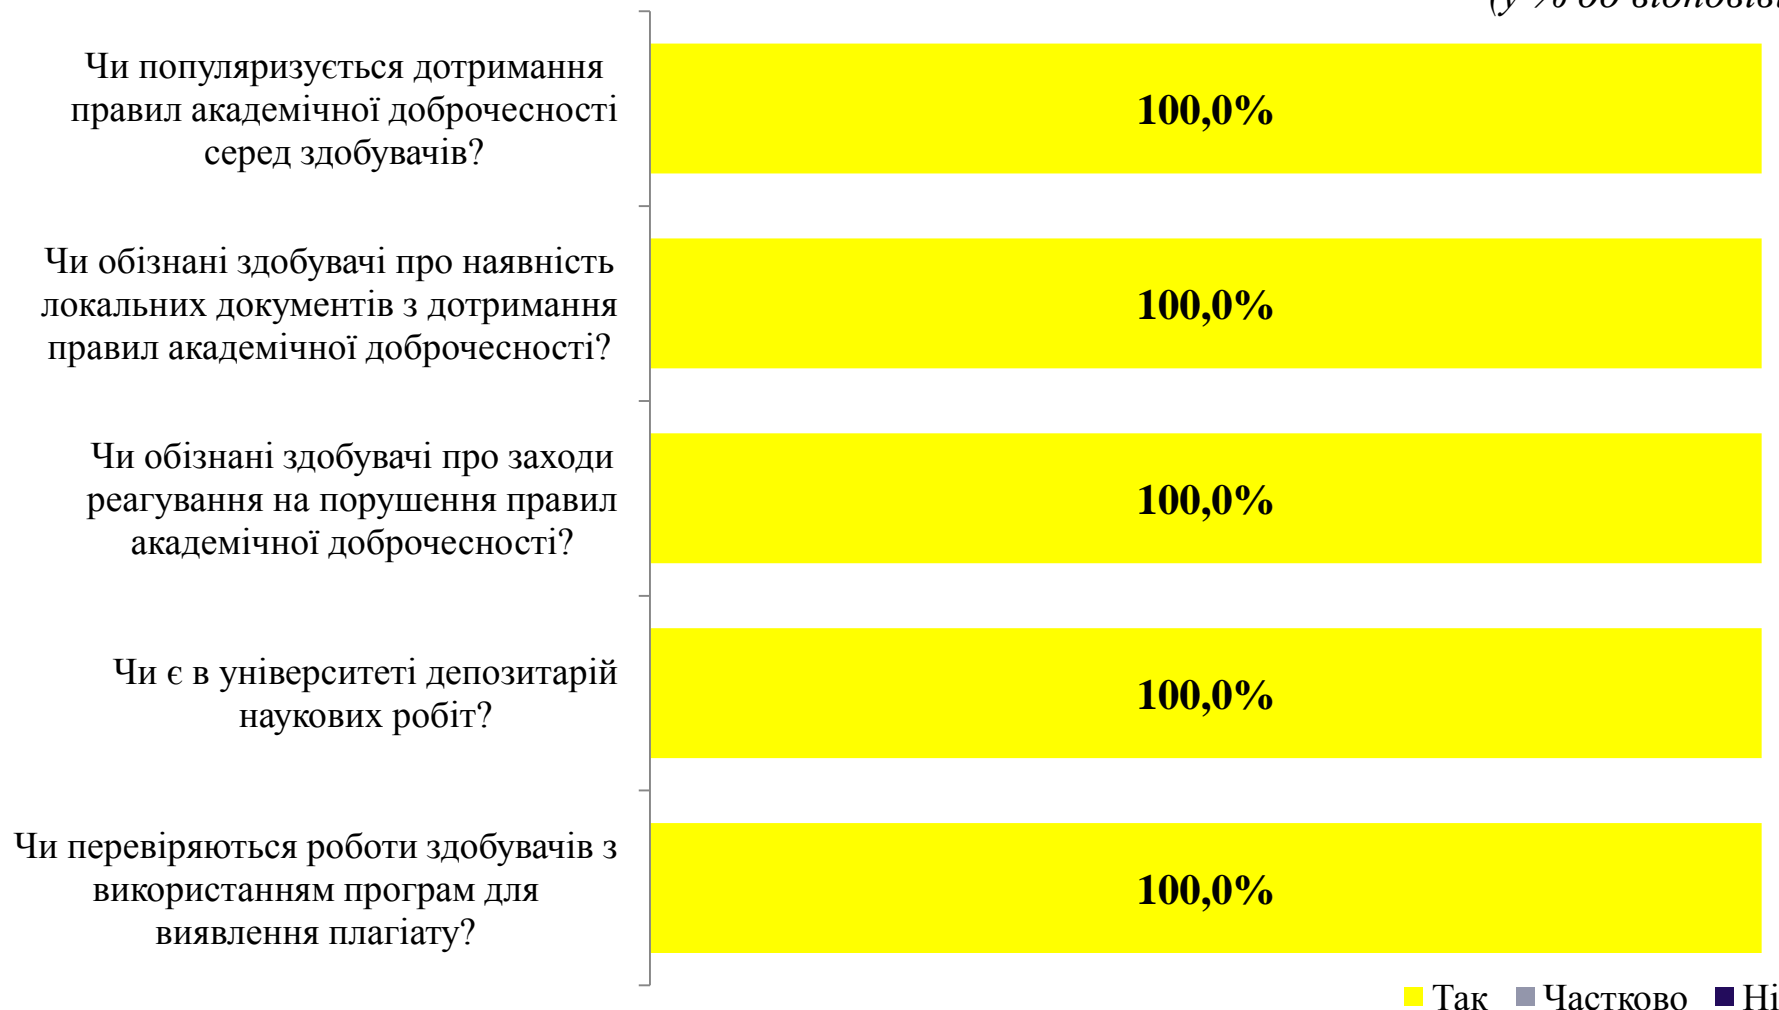 (у % до
Чи популяризується дотримання
правил академічної доброчесності
серед здобувачів?
100,0%
Чи обізнані здобувачі про наявність
локальних документів з дотримання
правил академічної доброчесності?
100,0%
Чи обізнані здобувачі про заходи
реагування на порушення правил
академічної доброчесності?
100,0%
Чи є в університеті депозитарій
наукових робіт?
100,0%
Чи перевіряються роботи здобувачів з
використанням програм для
виявлення плагіату?
100,0%
Так Частково Ні